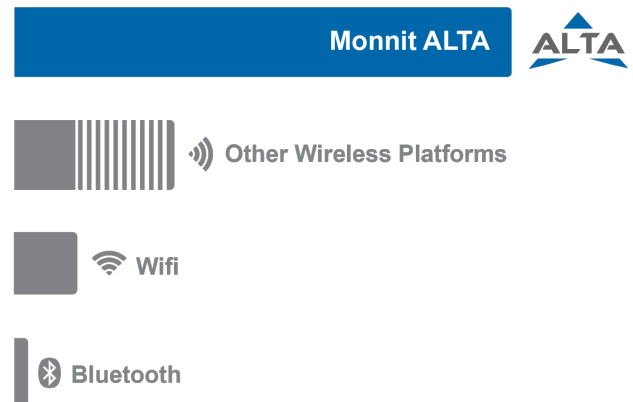 Monnit ALTA
ALTA
Other Wireless Platforms
Wifi
Bluetooth